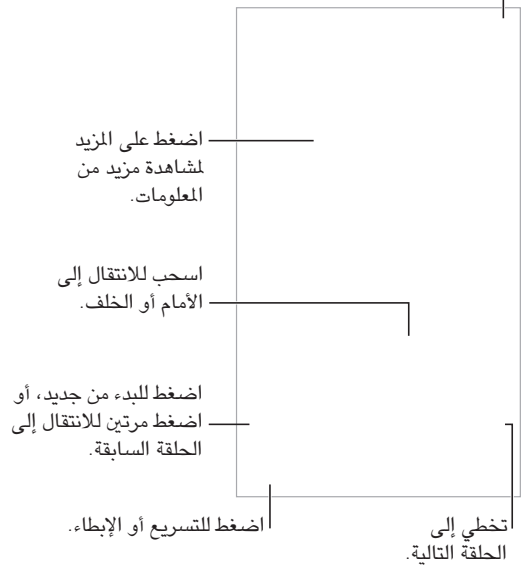 اضغط على المزيد
لمشاهدة مزيد من
المعلومات.
اسحب للانتقال إلى
الأمام أو الخلف.
اضغط للبدء من جديد، أو
اضغط مرتين للانتقال إلى
الحلقة السابقة.
اضغط للتسريع أو الإبطاء.
تخطي إلى
الحلقة التالية.